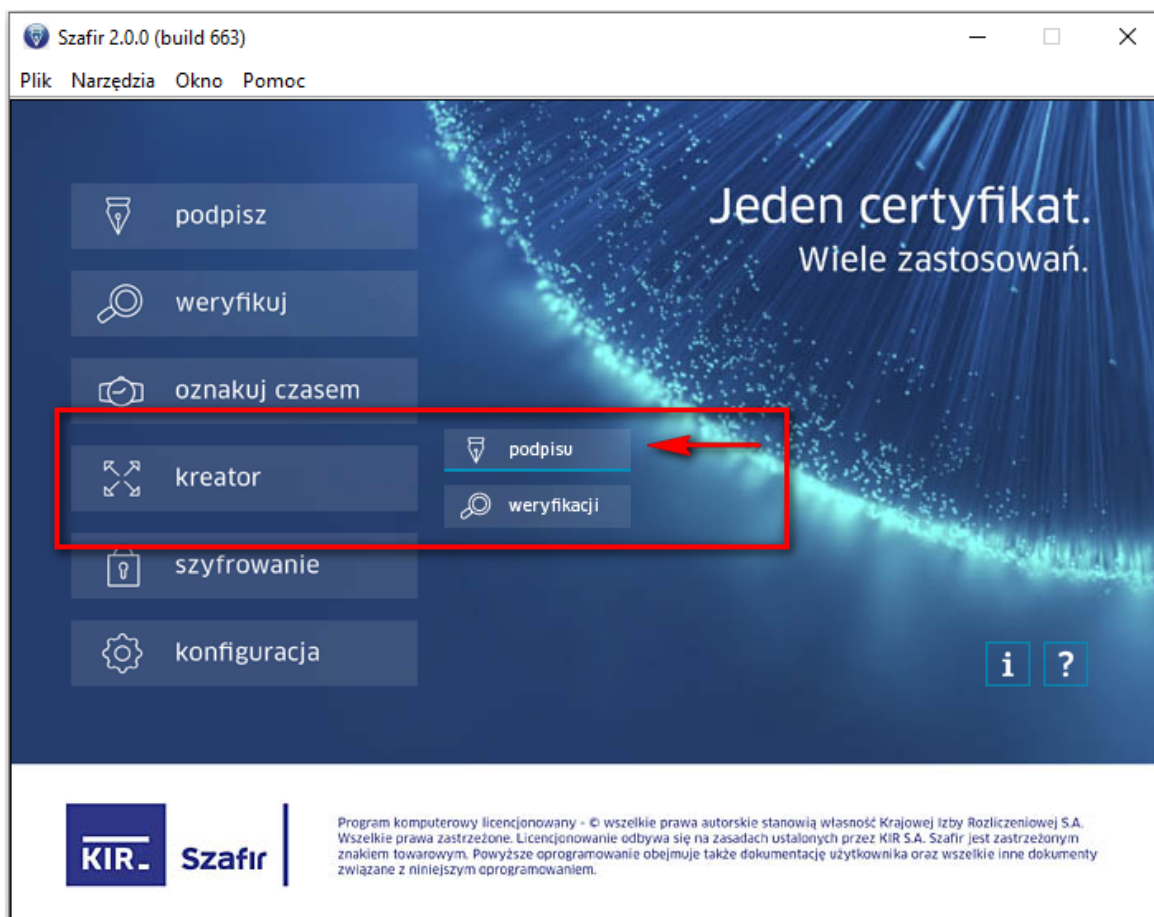 Szafir 2.0.0 (build 663)
Plik Narzędzia Okno Pomoc
Jeden certyfikat.
Wiele zastosowań.
podpisz
weryfikuj
oznakuj czasem
kreator
podpisu
weryfikacji
szyfrowanie
konfiguracja
i ?
KIR_ Szafir
Program komputerowy licencjonowany - © wszelkie prawa autorskie stanowią własność Krajowej Izby Rozliczeniowej S.A.
Wszelkie prawa zastrzeżone. Licencjonowanie odbywa się na zasadach ustalonych przez KIR S.A. Szafir jest zastrzeżonym
znakiem towarowym. Powyższe oprogramowanie obejmuje także dokumentację użytkownika oraz wszelkie inne dokumenty
związane z niniejszym oprogramowaniem.